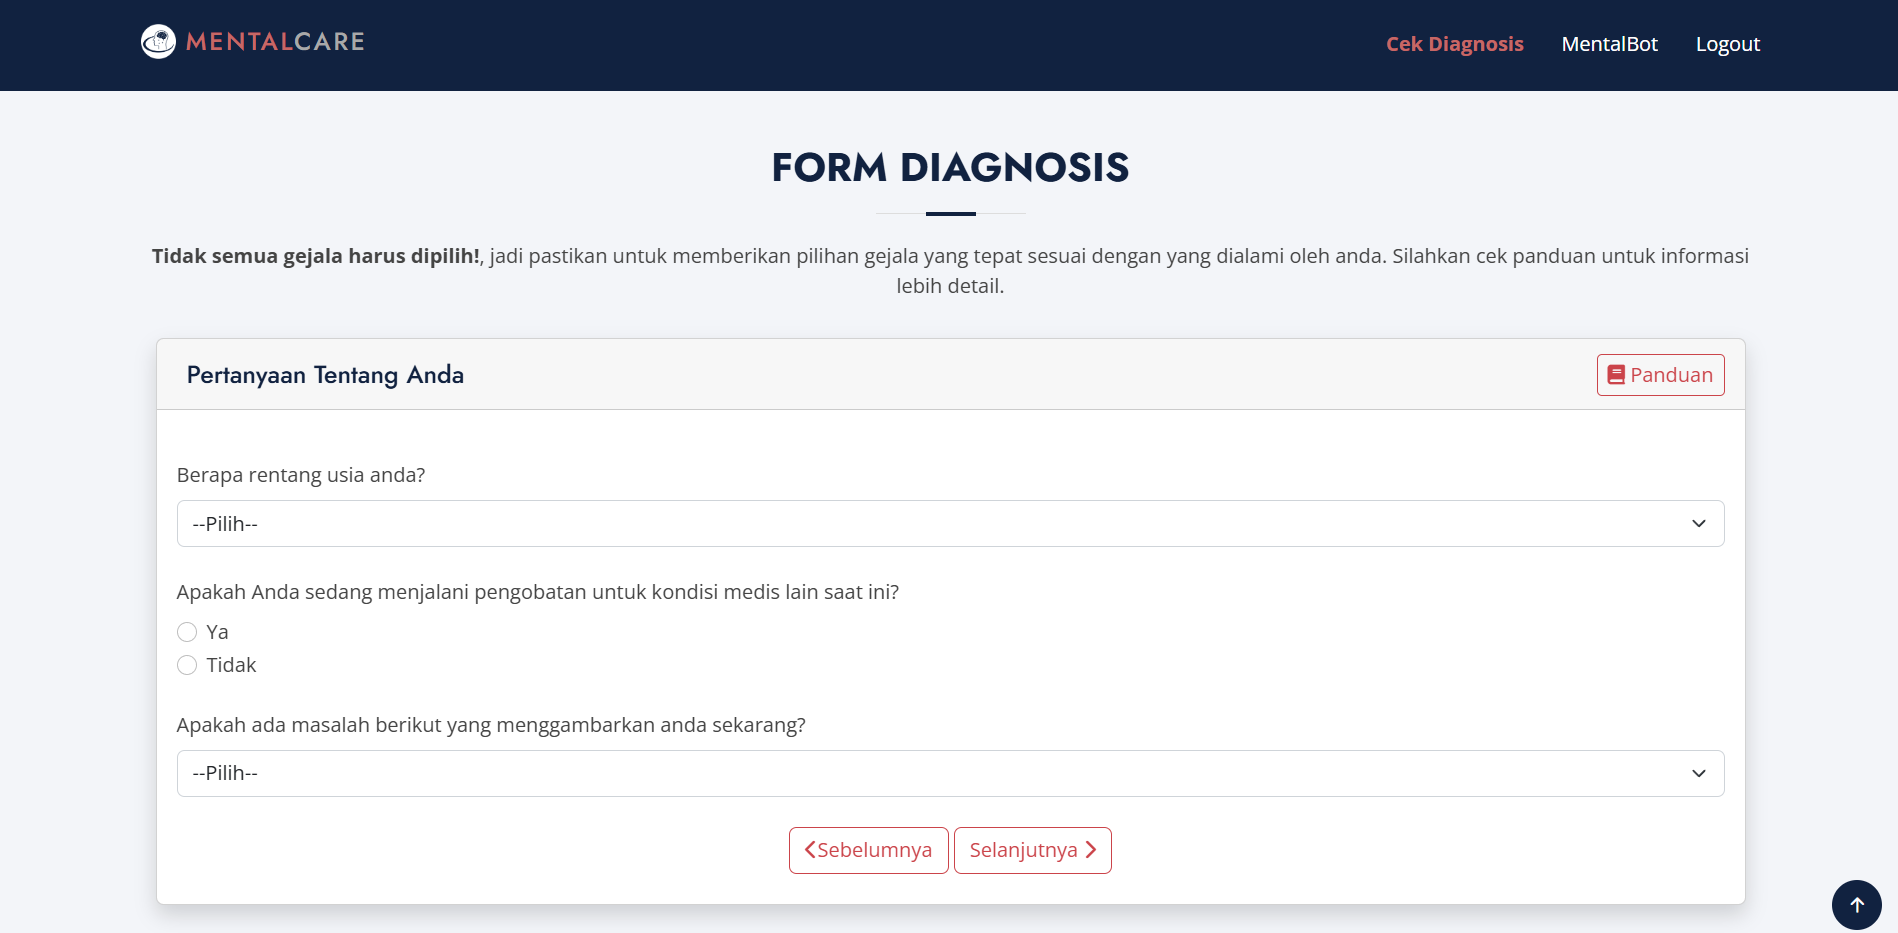 MENTALCARE
Cek Diagnosis
MentalBot
Logout
FORM DIAGNOSIS
Tidak semua gejala harus dipilih!, jadi pastikan untuk memberikan pilihan gejala yang tepat sesuai dengan yang dialami oleh anda. Silahkan cek panduan untuk informasi
lebih detail.
Pertanyaan Tentang Anda
Panduan
Berapa rentang usia anda?
--Pilih--
Apakah Anda sedang menjalani pengobatan untuk kondisi medis lain saat ini?
Ya
Tidak
Apakah ada masalah berikut yang menggambarkan anda sekarang?
--Pilih--
Sebelumnya
Selanjutnya